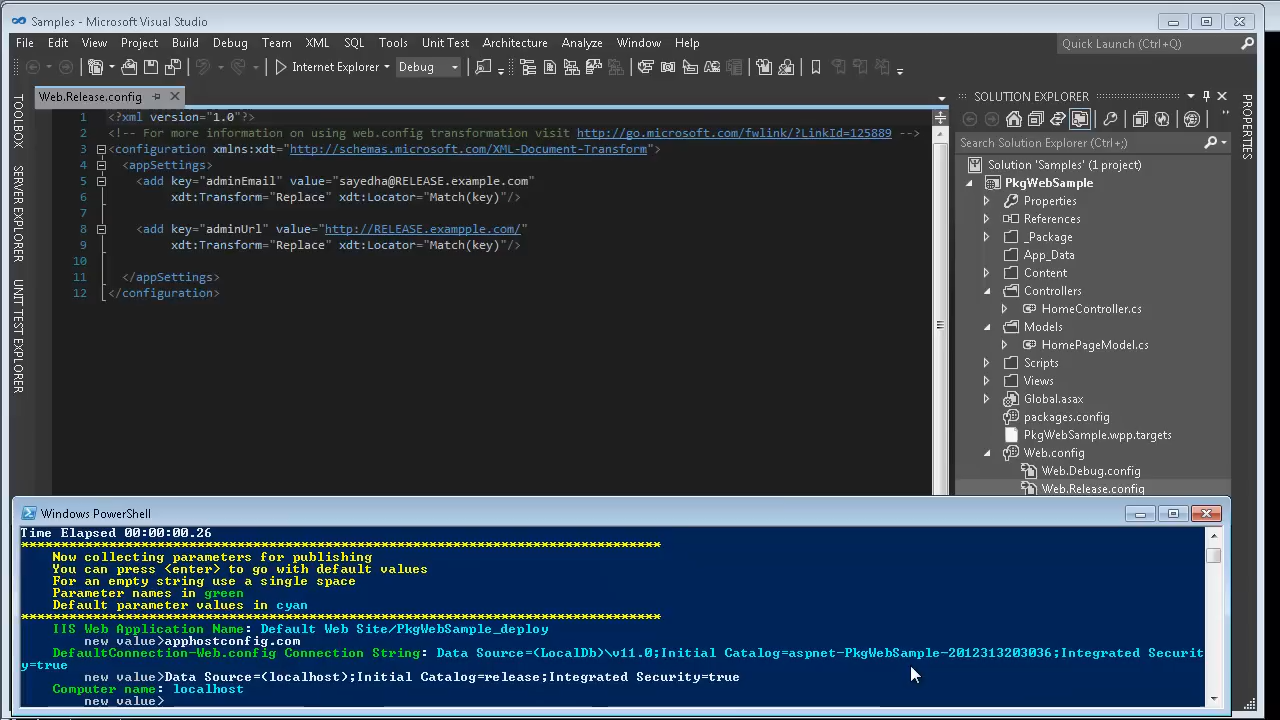 Samples - Microsoft Visual Studio
File Edit View Project Build Debug Team XML SQL Tools Unit Test Architecture Analyze Window Help
Quick Launch (Ctrl+Q)
Internet Explorer Debug
Web.Release.config
TOOLBOX
SERVER EXPLORER
UNIT TEST EXPLORER
1 <?xml version="1.0"?>
2 <!-- For more information on using web.config transformation visit http://go.microsoft.com/fwlink/?LinkId=125889 -->
3 <configuration xmlns:xdt="http://schemas.microsoft.com/XML-Document-Transform">
4 <appSettings>
5 <add key="adminEmail" value="sayedha@RELEASE.example.com"
6 xdt:Transform="Replace" xdt:Locator="Match(key)"/>
7
8 <add key="adminUrl" value="http://RELEASE.exampple.com/"
9 xdt:Transform="Replace" xdt:Locator="Match(key)"/>
10
11 </appSettings>
12 </configuration>
SOLUTION EXPLORER
Search Solution Explorer (Ctrl+;)
Solution 'Samples' (1 project)
PkgWebSample
Properties
References
_Package
App_Data
Content
Controllers
HomeController.cs
Models
HomePageModel.cs
Scripts
Views
Global.asax
packages.config
PkgWebSample.wpp.targets
Web.config
Web.Debug.config
Web.Release.config
PROPERTIES
Windows PowerShell
Time Elapsed 00:00:00.26
*****************************************************************************
Now collecting parameters for publishing
You can press <enter> to go with default values
For an empty string use a single space
Parameter names in green
Default parameter values in cyan
*****************************************************************************
IIS Web Application Name: Default Web Site/PkgWebSample_deploy
new value>apphostconfig.com
DefaultConnection-Web.config Connection String: Data Source=(LocalDb)\v11.0;Initial Catalog=aspnet-PkgWebSample-2012313203036;Integrated Securit
y=true
new value>Data Source=(localhost);Initial Catalog=release;Integrated Security=true
Computer name: localhost
new value>